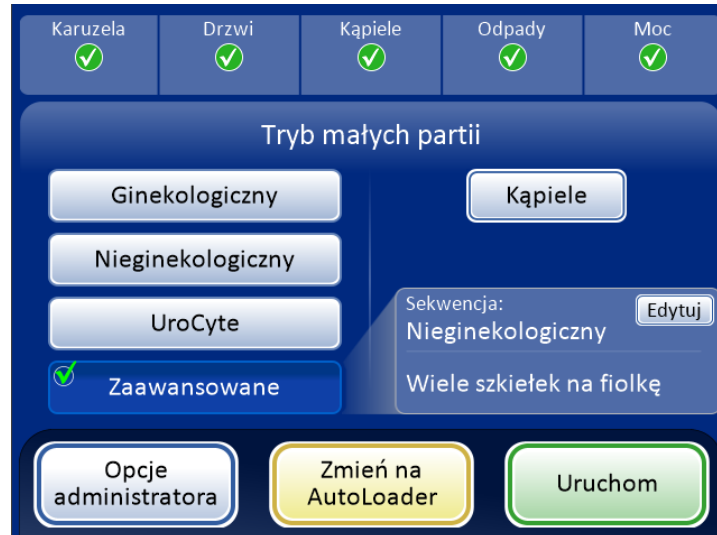 Karuzela
Drzwi
Kąpiele
Odpady
Moc
Tryb małych partii
Ginekologiczny
Nieginekologiczny
UroCyte
Zaawansowane
Kąpiele
Sekwencja:
Edytuj
Nieginekologiczny
Wiele szkiełek na fiolkę
Opcje
administratora
Zmień na
AutoLoader
Uruchom